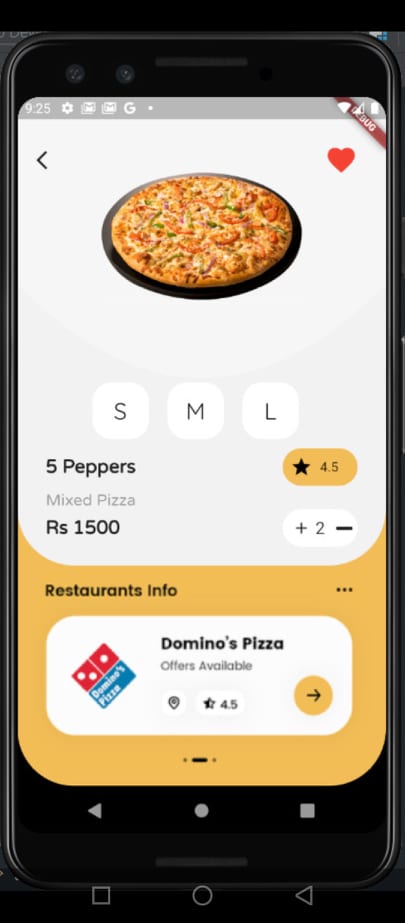 9:25 G
DEBUG
S M L
5 Peppers
4.5
Mixed Pizza
Rs 1500
+ 2 −
Restaurants Info
Domino's Pizza
Domino's
Pizza
Offers Available
4.5